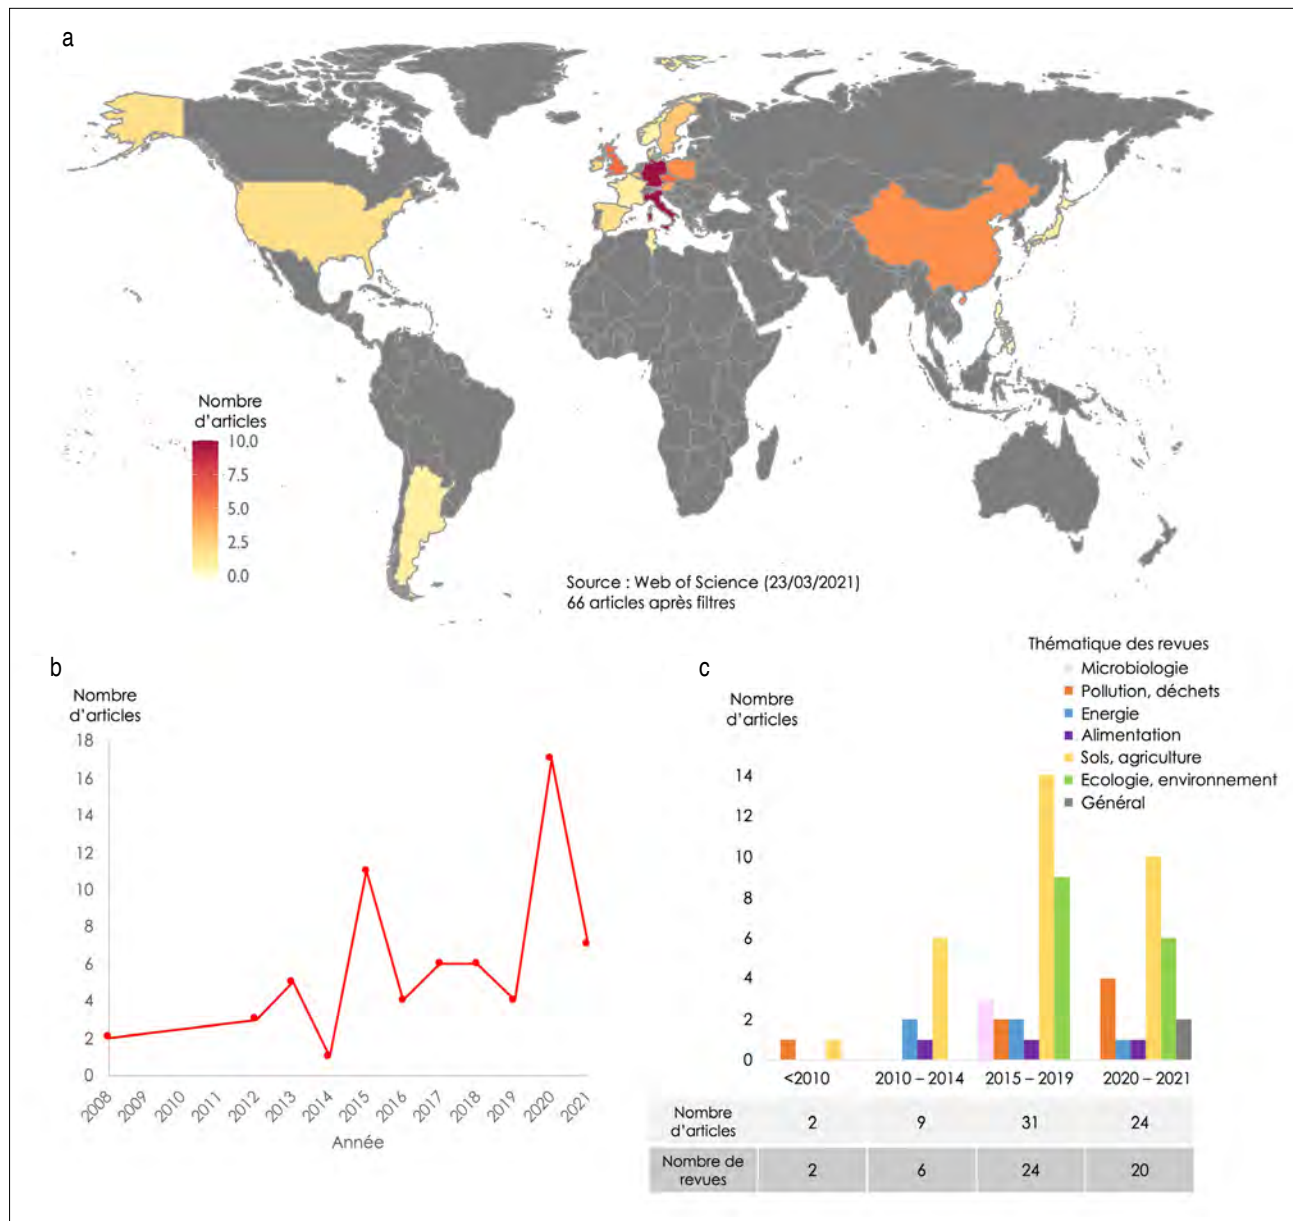 a
Nombre
d'articles
10.0
7.5
5.0
2.5
0.0
Source : Web of Science (23/03/2021)
66 articles après filtres
b
Nombre
d'articles
18
16
14
12
10
8
6
4
2
0
2008
2009
2010
2011
2012
2013
2014
2015
2016
2017
2018
2019
2020
2021
Année
c
Thématique des revues
Microbiologie
Pollution, déchets
Energie
Alimentation
Sols, agriculture
Ecologie, environnement
Général
Nombre
d'articles
14
12
10
8
6
4
2
0
<2010 2010 – 2014 2015 – 2019 2020 – 2021
Nombre
d'articles
2 9 31 24
Nombre de
revues
2 6 24 20